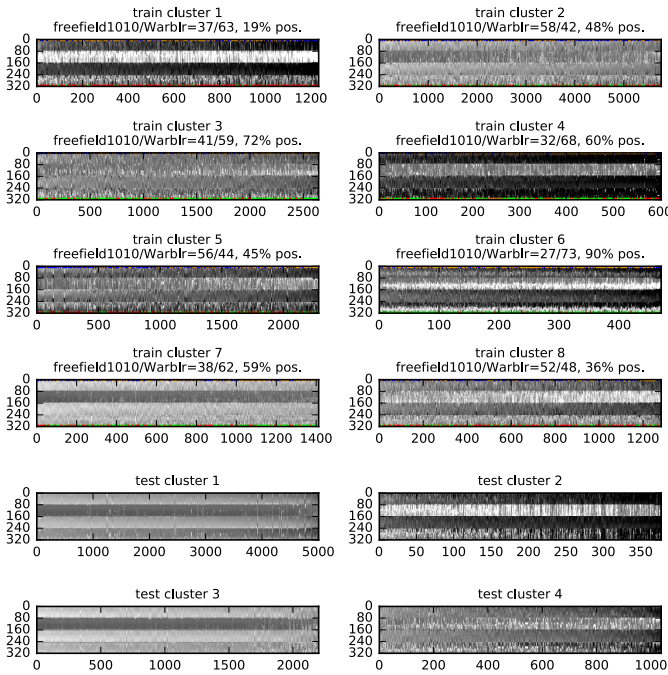 train cluster 1
freefield1010/Warblr=37/63, 19% pos.
0
80
160
240
320
0 200 400 600 800 1000 1200
train cluster 2
freefield1010/Warblr=58/42, 48% pos.
0
80
160
240
320
0 1000 2000 3000 4000 5000
train cluster 3
freefield1010/Warblr=41/59, 72% pos.
0
80
160
240
320
0 500 1000 1500 2000 2500
train cluster 4
freefield1010/Warblr=32/68, 60% pos.
0
80
160
240
320
0 100 200 300 400 500 600
train cluster 5
freefield1010/Warblr=56/44, 45% pos.
0
80
160
240
320
0 500 1000 1500 2000
train cluster 6
freefield1010/Warblr=27/73, 90% pos.
0
80
160
240
320
0 100 200 300 400
train cluster 7
freefield1010/Warblr=38/62, 59% pos.
0
80
160
240
320
0 200 400 600 800 1000 1200 1400
train cluster 8
freefield1010/Warblr=52/48, 36% pos.
0
80
160
240
320
0 200 400 600 800 1000 1200
test cluster 1
0
80
160
240
320
0 1000 2000 3000 4000 5000
test cluster 2
0
80
160
240
320
0 50 100 150 200 250 300 350
test cluster 3
0
80
160
240
320
0 500 1000 1500 2000
test cluster 4
0
80
160
240
320
0 200 400 600 800 1000